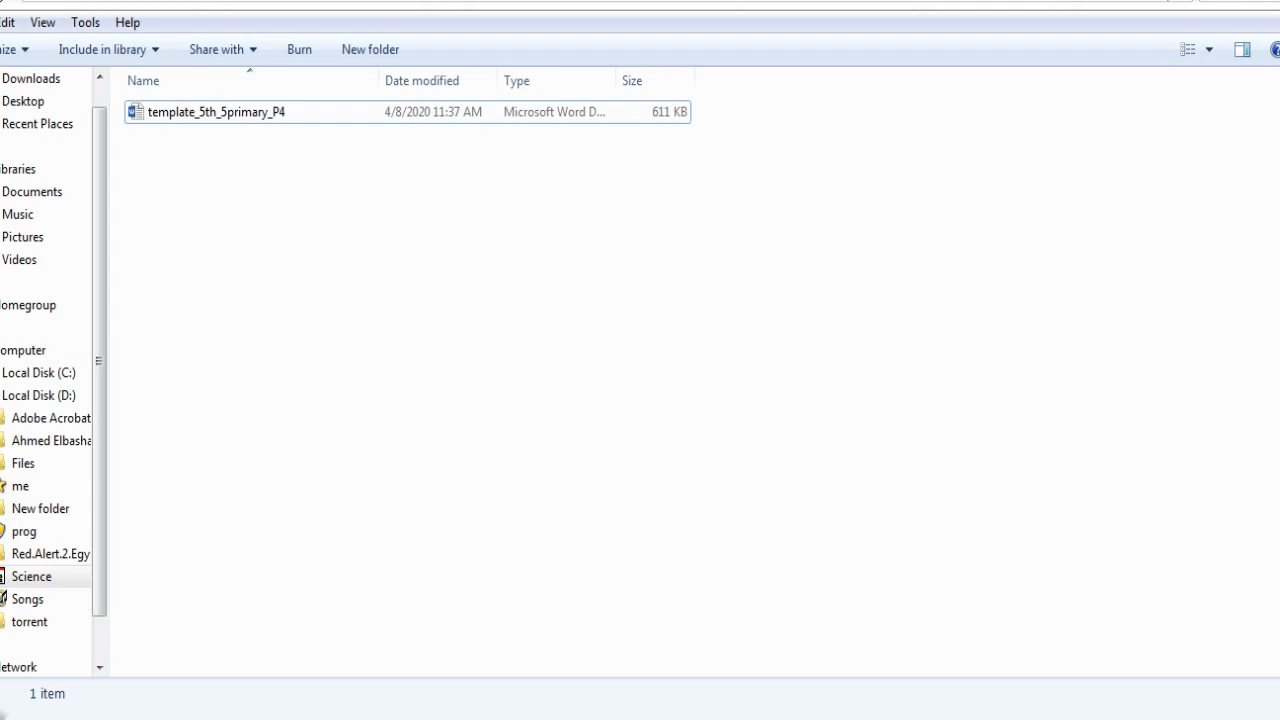 dit View Tools Help
ize Include in library Share with Burn New folder
Name Date modified Type Size
template_5th_5primary_P4 4/8/2020 11:37 AM Microsoft Word D... 611 KB
Downloads
Desktop
Recent Places
ibraries
Documents
Music
Pictures
Videos
omegroup
omputer
Local Disk (C:)
Local Disk (D:)
Adobe Acrobat
Ahmed Elbasha
Files
me
New folder
prog
Red.Alert.2.Egy
Science
Songs
torrent
etwork
1 item